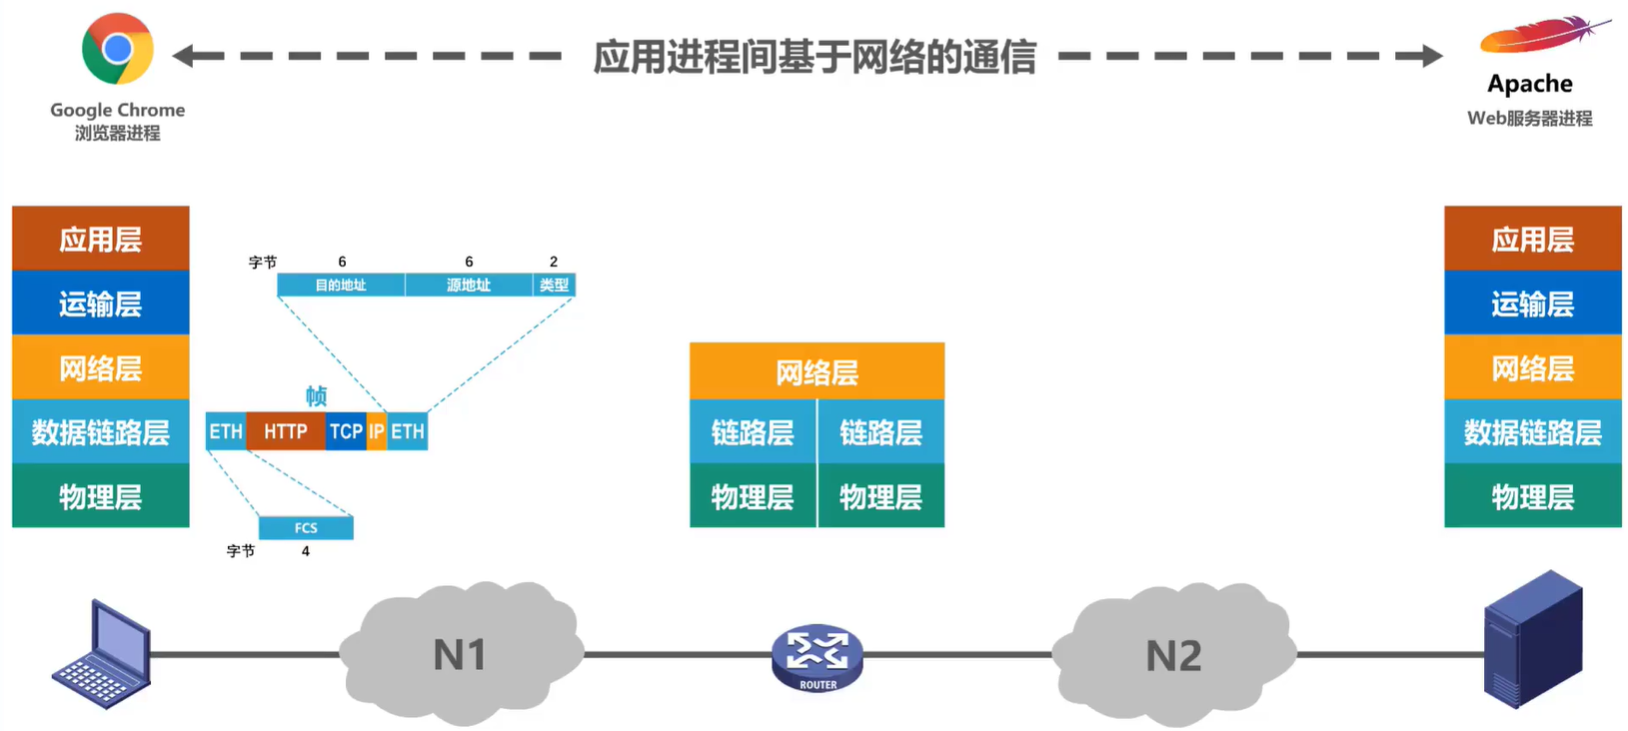 应用进程间基于网络的通信
Google Chrome
浏览器进程
Apache
Web服务器进程
应用层
运输层
网络层
数据链路层
物理层
字节 6 6 2
目的地址 源地址 类型
帧
ETH HTTP TCP IP ETH
FCS
字节 4
网络层
链路层 链路层
物理层 物理层
应用层
运输层
网络层
数据链路层
物理层
N1
ROUTER
N2